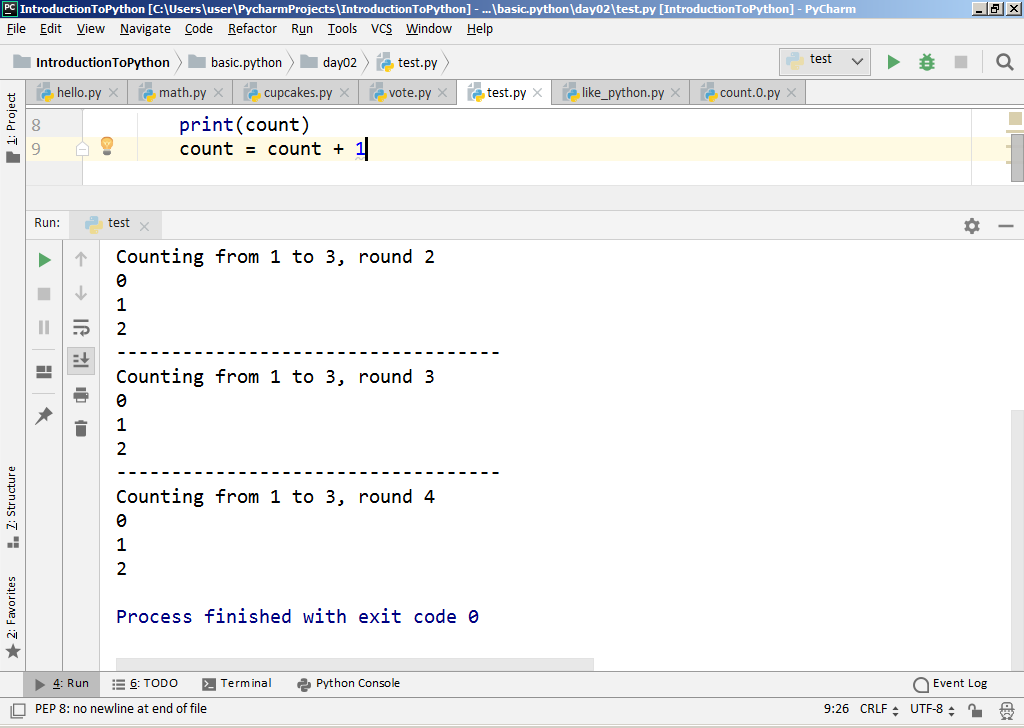 IntroductionToPython [C:\Users\user\PycharmProjects\IntroductionToPython] - ...\basic.python\day02\test.py [IntroductionToPython] - PyCharm
File Edit View Navigate Code Refactor Run Tools VCS Window Help
IntroductionToPython basic.python day02 test.py test
hello.py math.py cupcakes.py vote.py test.py like_python.py count.0.py
1: Project
8 print(count)
9 count = count + 1
Run: test
Counting from 1 to 3, round 2
0
1
2
-----------------------------------
Counting from 1 to 3, round 3
0
1
2
-----------------------------------
Counting from 1 to 3, round 4
0
1
2
Process finished with exit code 0
7: Structure
2: Favorites
4: Run 6: TODO Terminal Python Console Event Log
PEP 8: no newline at end of file 9:26 CRLF UTF-8